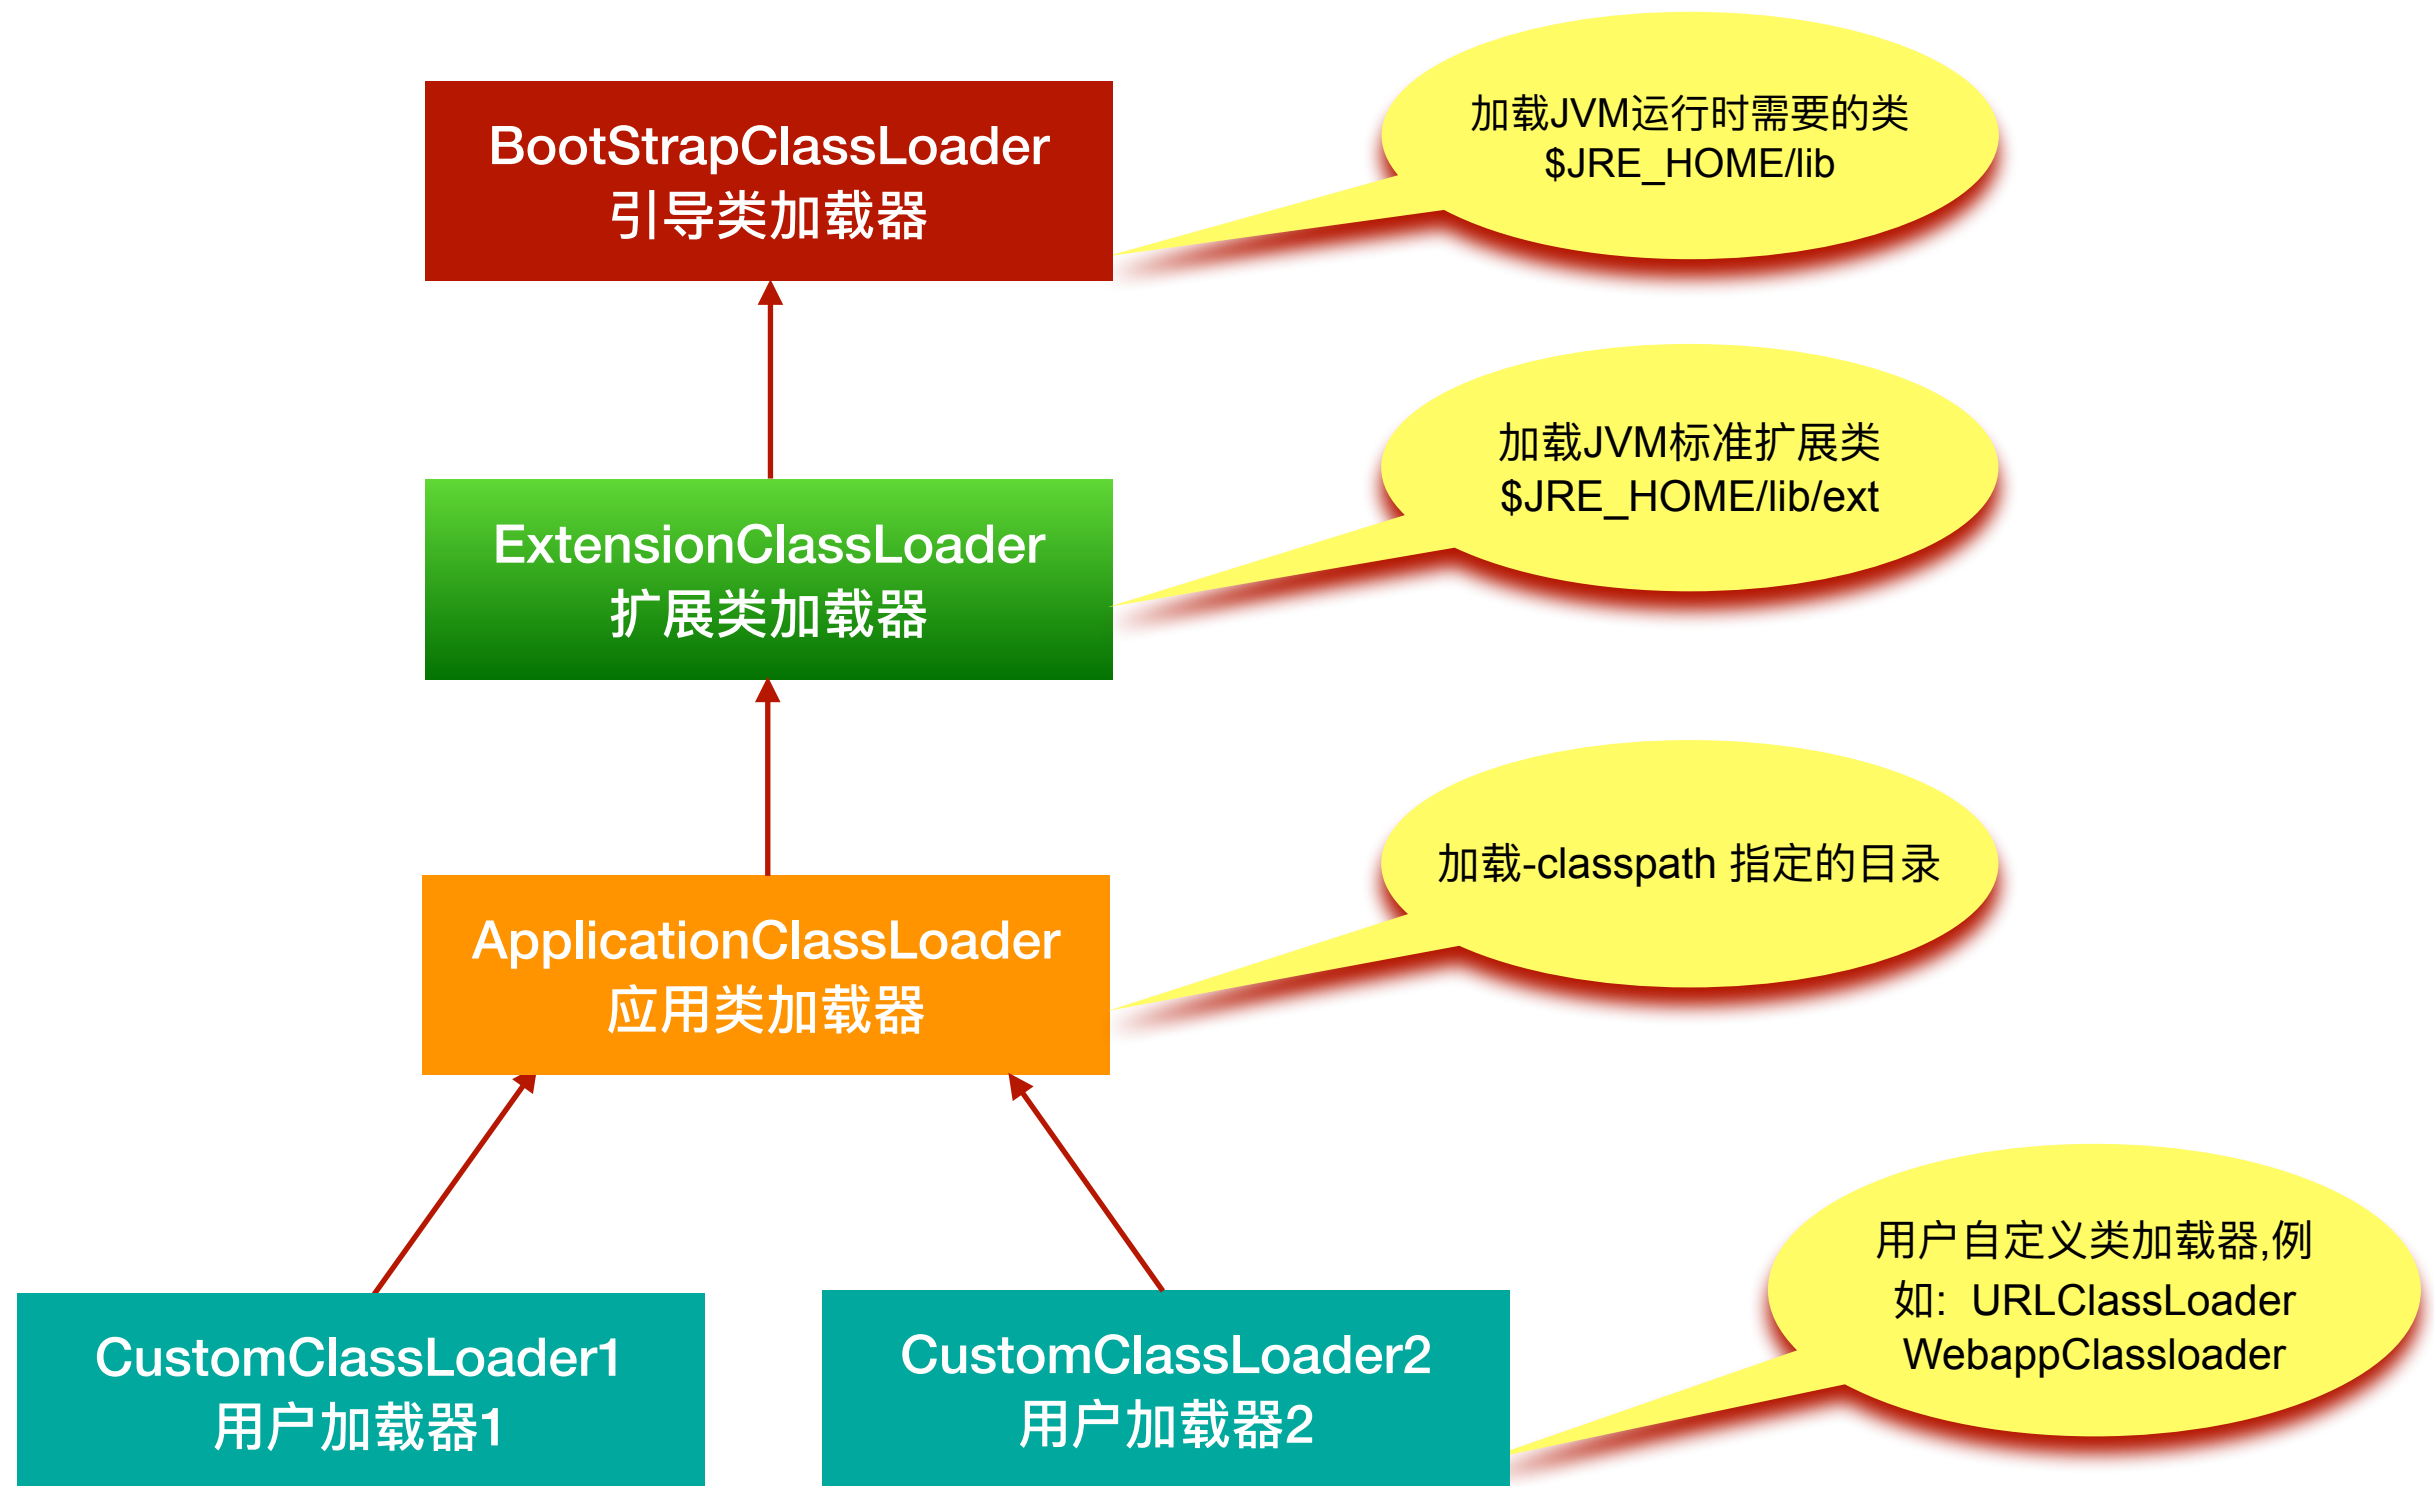 BootStrapClassLoader
引导类加载器
加载JVM运行时需要的类
$JRE_HOME/lib
ExtensionClassLoader
扩展类加载器
加载JVM标准扩展类
$JRE_HOME/lib/ext
ApplicationClassLoader
应用类加载器
加载-classpath 指定的目录
CustomClassLoader1
用户加载器1
CustomClassLoader2
用户加载器2
用户自定义类加载器,例
如: URLClassLoader
WebappClassloader